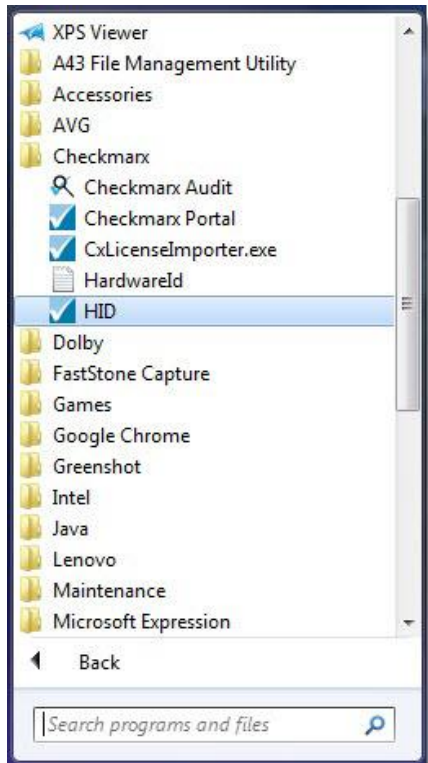 XPS Viewer
A43 File Management Utility
Accessories
AVG
Checkmarx
Checkmarx Audit
Checkmarx Portal
CxLicenseImporter.exe
HardwareId
HID
Dolby
FastStone Capture
Games
Google Chrome
Greenshot
Intel
Java
Lenovo
Maintenance
Microsoft Expression
Back
Search programs and files